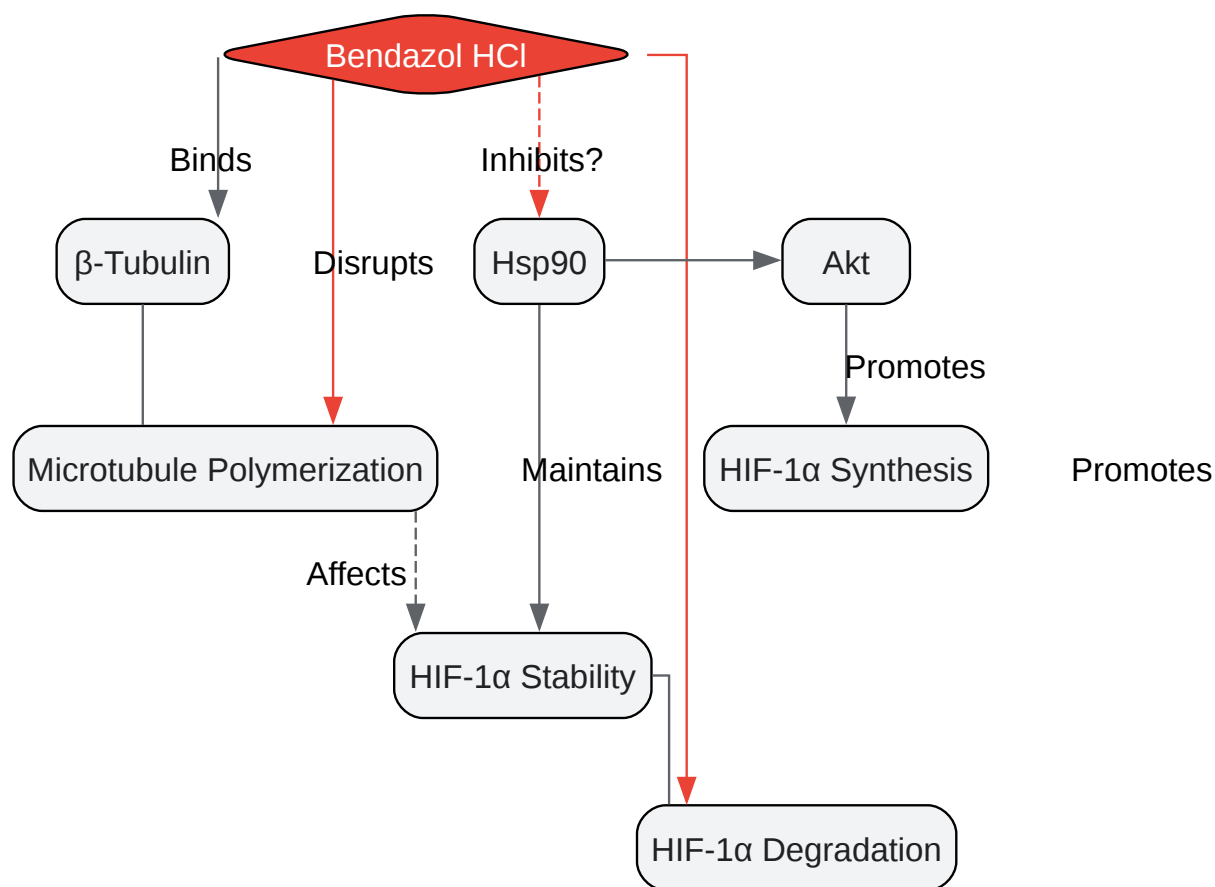 Bendazol HCl
Binds
Inhibits?
β-Tubulin
Disrupts
Hsp90
Akt
Promotes
Microtubule Polymerization
Maintains
HIF-1α Synthesis
Promotes
Affects
HIF-1α Stability
HIF-1α Degradation